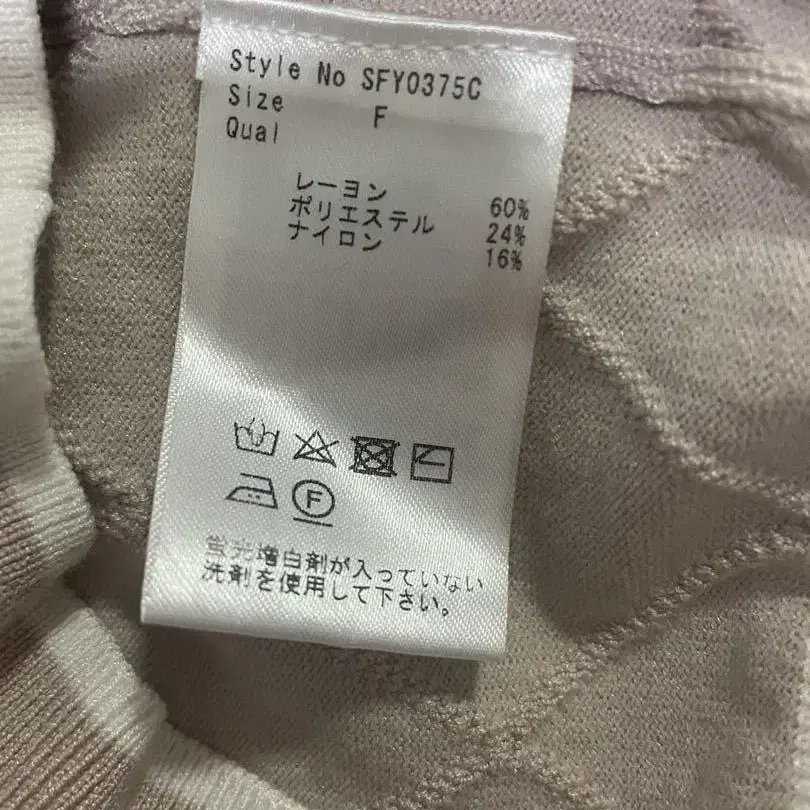 Style No SFY0375C
Size F
Qual
レーヨン 60%
ポリエステル 24%
ナイロン 16%
F
蛍光増白剤が入っていない
洗剤を使用して下さい。